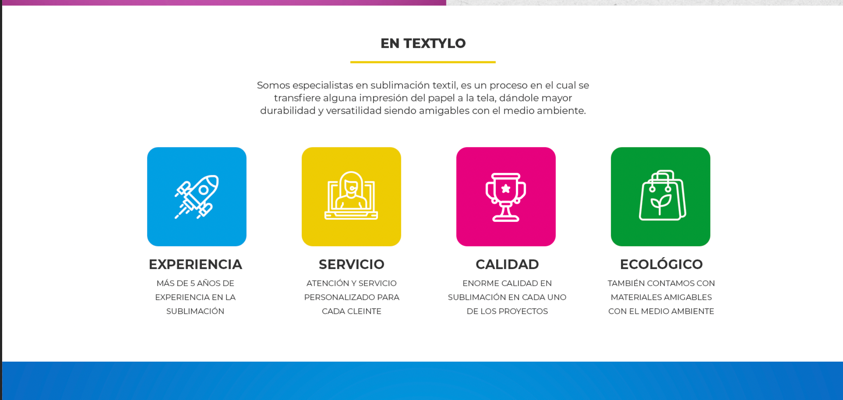 EN TEXTYLO
Somos especialistas en sublimación textil, es un proceso en el cual se
transfiere alguna impresión del papel a la tela, dándole mayor
durabilidad y versatilidad siendo amigables con el medio ambiente.
EXPERIENCIA
MÁS DE 5 AÑOS DE
EXPERIENCIA EN LA
SUBLIMACIÓN
SERVICIO
ATENCIÓN Y SERVICIO
PERSONALIZADO PARA
CADA CLEINTE
CALIDAD
ENORME CALIDAD EN
SUBLIMACIÓN EN CADA UNO
DE LOS PROYECTOS
ECOLÓGICO
TAMBIÉN CONTAMOS CON
MATERIALES AMIGABLES
CON EL MEDIO AMBIENTE